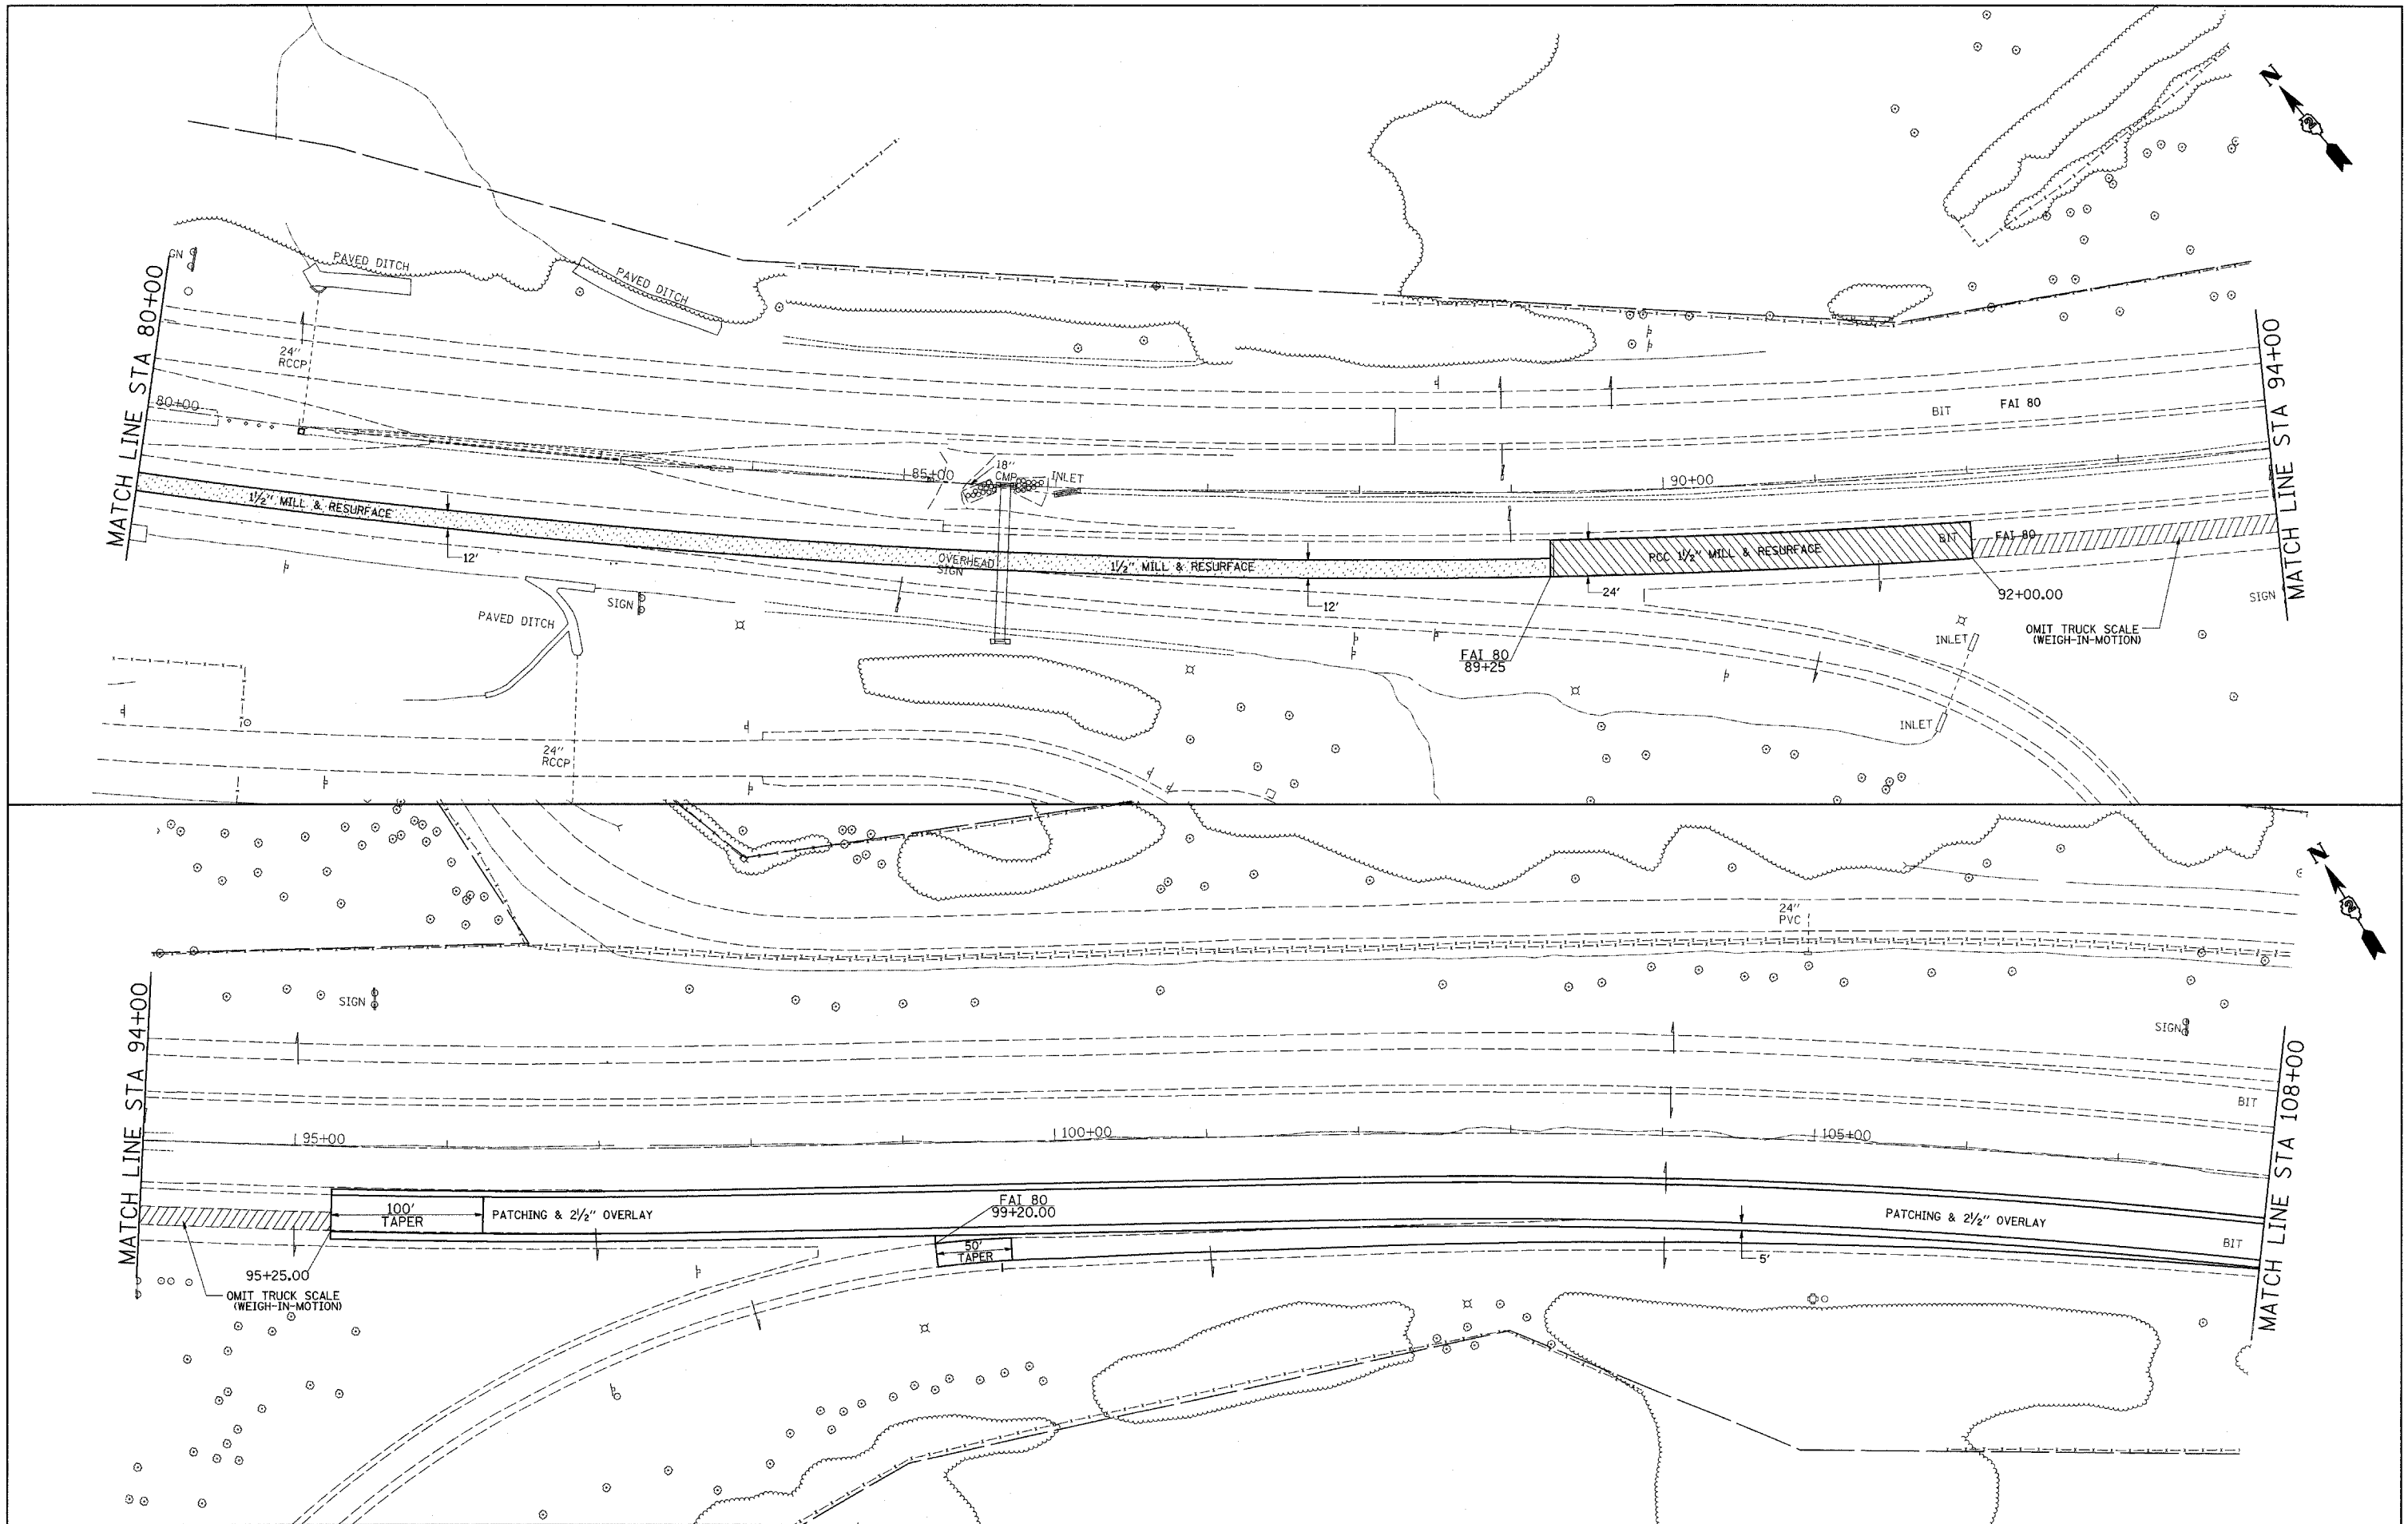 N
2
GN
PAVED DITCH
PAVED DITCH
MATCH LINE STA 80+00
24"
RCCP
80+00
MATCH LINE STA 94+00
BIT
FAI 80
85+00
18"
CMP
INLET
90+00
1½" MILL & RESURFACE
12'
OVERHEAD
SIGN
1½" MILL & RESURFACE
12'
PCC 1½" MILL & RESURFACE
BIT
FAI 80
24'
92+00.00
SIGN
SIGN
PAVED DITCH
OMIT TRUCK SCALE
(WEIGH-IN-MOTION)
INLET
FAI 80
89+25
INLET
24"
RCCP
N
2
24"
PVC
MATCH LINE STA 94+00
SIGN
SIGN
MATCH LINE STA 108+00
BIT
95+00
100+00
105+00
100'
TAPER
PATCHING & 2½" OVERLAY
FAI 80
99+20.00
PATCHING & 2½" OVERLAY
BIT
50'
TAPER
5'
95+25.00
OMIT TRUCK SCALE
(WEIGH-IN-MOTION)